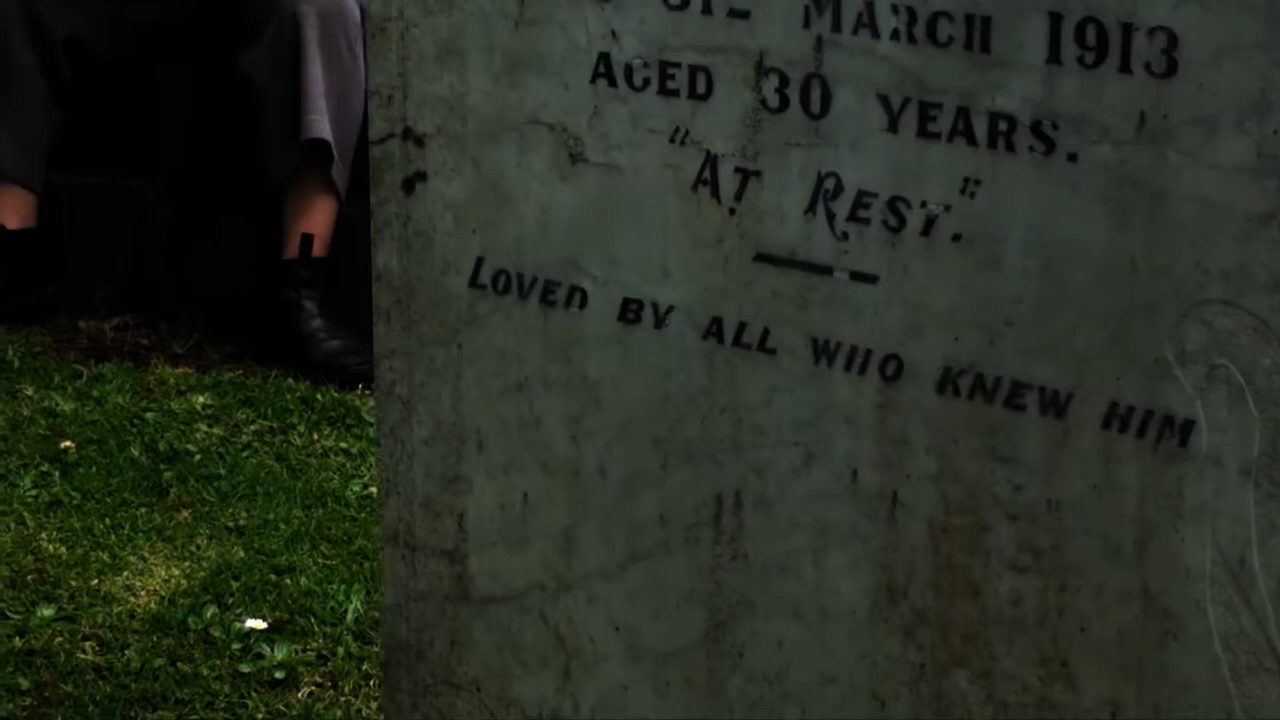 MARCH 1913
AGED 30 YEARS.
"AT REST."
LOVED BY ALL WHO KNEW HIM